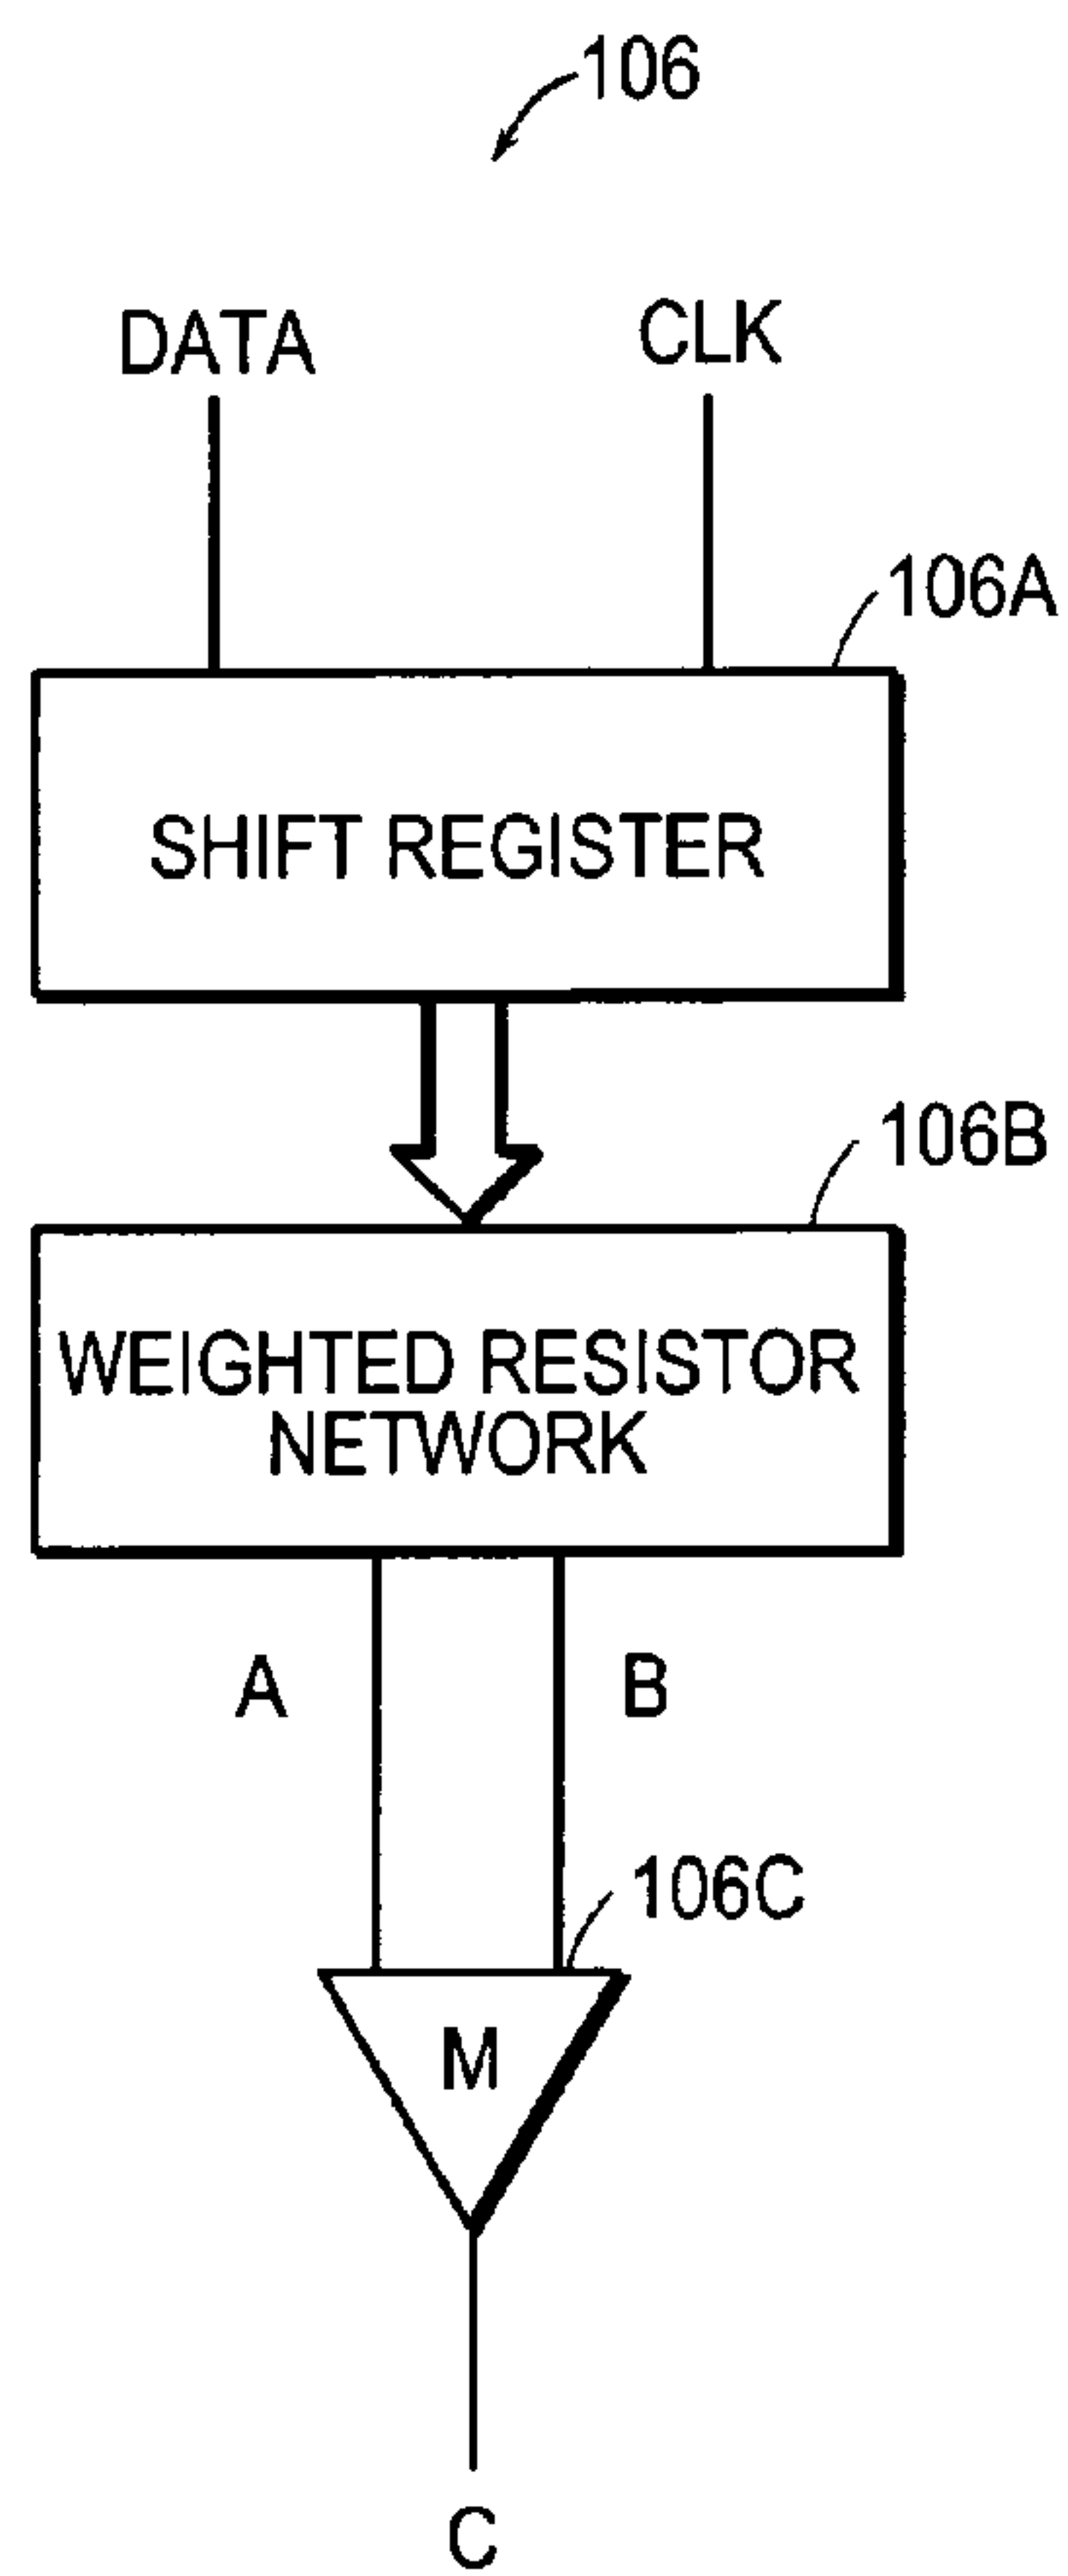 106
DATA
CLK
106A
SHIFT REGISTER
106B
WEIGHTED RESISTOR
NETWORK
A
B
106C
M
C